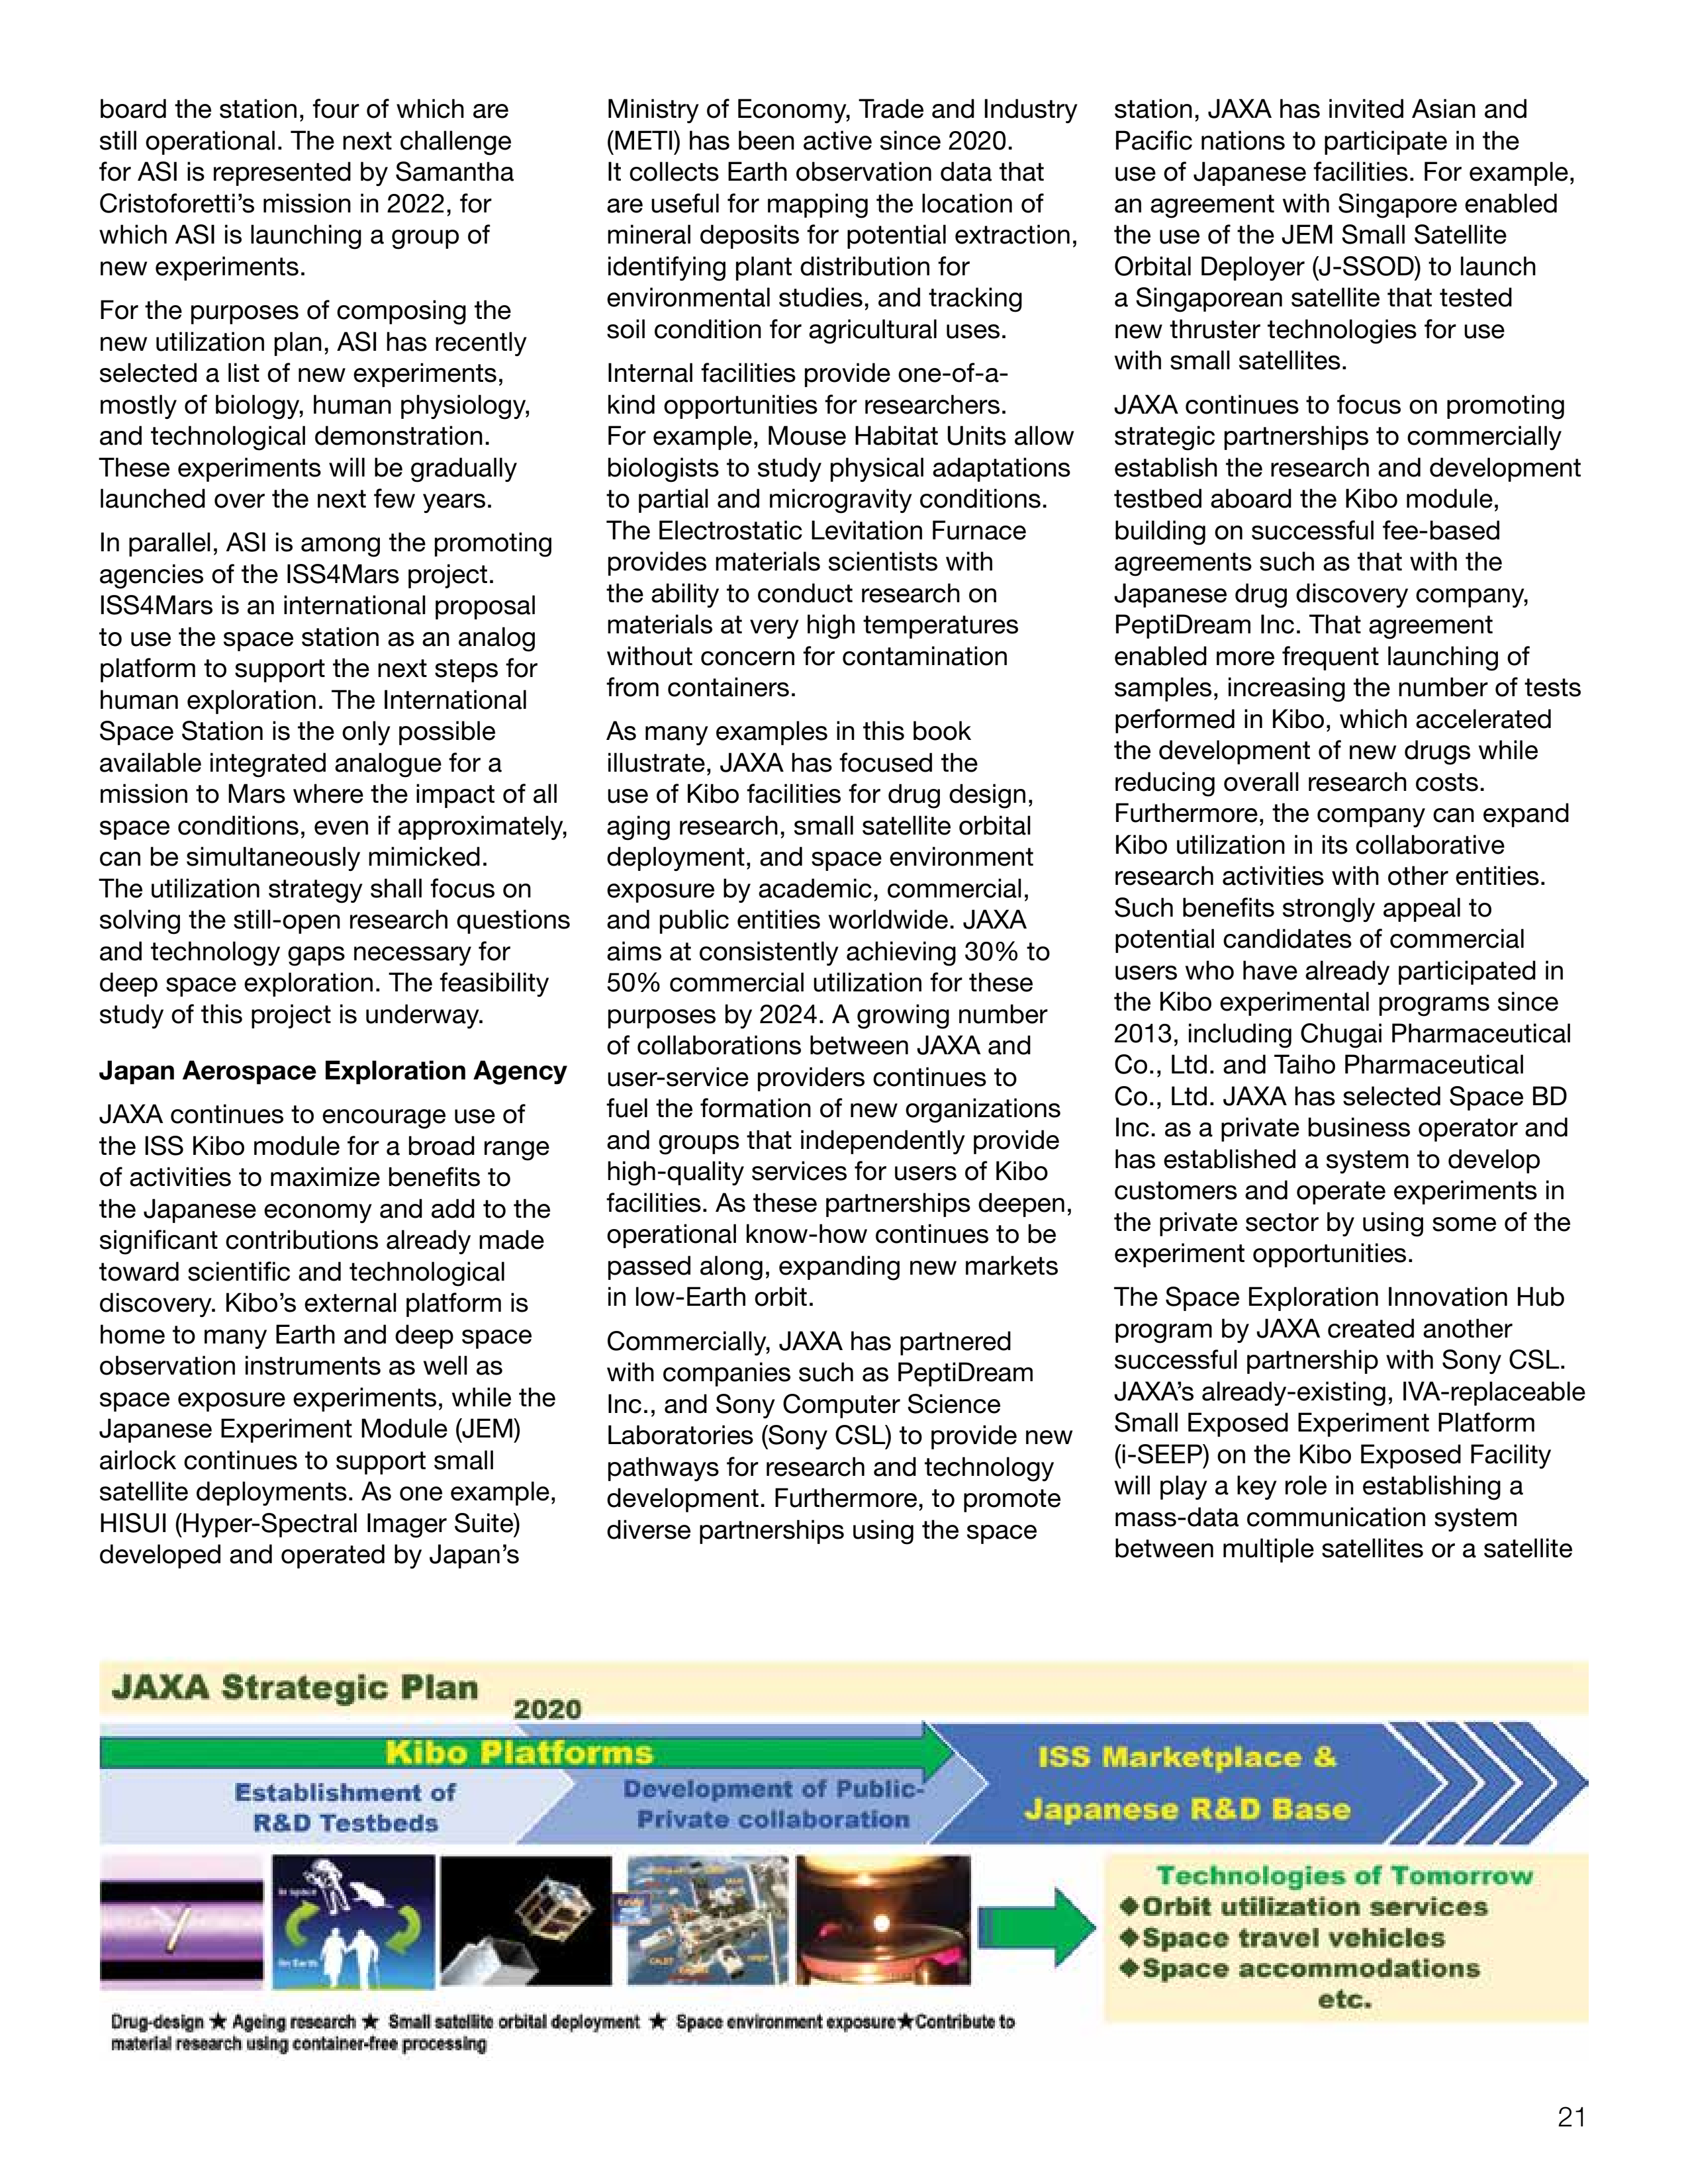 board the station, four of which are
still operational. The next challenge
for ASI is represented by Samantha
Cristoforetti’s mission in 2022, for
which ASI is launching a group of
new experiments.
For the purposes of composing the
new utilization plan, ASI has recently
selected a list of new experiments,
mostly of biology, human physiology,
and technological demonstration.
These experiments will be gradually
launched over the next few years.
In parallel, ASI is among the promoting
agencies of the ISS4Mars project.
ISS4Mars is an international proposal
to use the space station as an analog
platform to support the next steps for
human exploration. The International
Space Station is the only possible
available integrated analogue for a
mission to Mars where the impact of all
space conditions, even if approximately,
can be simultaneously mimicked.
The utilization strategy shall focus on
solving the still-open research questions
and technology gaps necessary for
deep space exploration. The feasibility
study of this project is underway.
Japan Aerospace Exploration Agency
JAXA continues to encourage use of
the ISS Kibo module for a broad range
of activities to maximize benefits to
the Japanese economy and add to the
significant contributions already made
toward scientific and technological
discovery. Kibo’s external platform is
home to many Earth and deep space
observation instruments as well as
space exposure experiments, while the
Japanese Experiment Module (JEM)
airlock continues to support small
satellite deployments. As one example,
HISUI (Hyper-Spectral Imager Suite)
developed and operated by Japan’s
Ministry of Economy, Trade and Industry
(METI) has been active since 2020.
It collects Earth observation data that
are useful for mapping the location of
mineral deposits for potential extraction,
identifying plant distribution for
environmental studies, and tracking
soil condition for agricultural uses.
Internal facilities provide one-of-a-
kind opportunities for researchers.
For example, Mouse Habitat Units allow
biologists to study physical adaptations
to partial and microgravity conditions.
The Electrostatic Levitation Furnace
provides materials scientists with
the ability to conduct research on
materials at very high temperatures
without concern for contamination
from containers.
As many examples in this book
illustrate, JAXA has focused the
use of Kibo facilities for drug design,
aging research, small satellite orbital
deployment, and space environment
exposure by academic, commercial,
and public entities worldwide. JAXA
aims at consistently achieving 30% to
50% commercial utilization for these
purposes by 2024. A growing number
of collaborations between JAXA and
user-service providers continues to
fuel the formation of new organizations
and groups that independently provide
high-quality services for users of Kibo
facilities. As these partnerships deepen,
operational know-how continues to be
passed along, expanding new markets
in low-Earth orbit.
Commercially, JAXA has partnered
with companies such as PeptiDream
Inc., and Sony Computer Science
Laboratories (Sony CSL) to provide new
pathways for research and technology
development. Furthermore, to promote
diverse partnerships using the space
station, JAXA has invited Asian and
Pacific nations to participate in the
use of Japanese facilities. For example,
an agreement with Singapore enabled
the use of the JEM Small Satellite
Orbital Deployer (J-SSOD) to launch
a Singaporean satellite that tested
new thruster technologies for use
with small satellites.
JAXA continues to focus on promoting
strategic partnerships to commercially
establish the research and development
testbed aboard the Kibo module,
building on successful fee-based
agreements such as that with the
Japanese drug discovery company,
PeptiDream Inc. That agreement
enabled more frequent launching of
samples, increasing the number of tests
performed in Kibo, which accelerated
the development of new drugs while
reducing overall research costs.
Furthermore, the company can expand
Kibo utilization in its collaborative
research activities with other entities.
Such benefits strongly appeal to
potential candidates of commercial
users who have already participated in
the Kibo experimental programs since
2013, including Chugai Pharmaceutical
Co., Ltd. and Taiho Pharmaceutical
Co., Ltd. JAXA has selected Space BD
Inc. as a private business operator and
has established a system to develop
customers and operate experiments in
the private sector by using some of the
experiment opportunities.
The Space Exploration Innovation Hub
program by JAXA created another
successful partnership with Sony CSL.
JAXA’s already-existing, IVA-replaceable
Small Exposed Experiment Platform
(i-SEEP) on the Kibo Exposed Facility
will play a key role in establishing a
mass-data communication system
between multiple satellites or a satellite
JAXA Strategic Plan
2020
Kibo Platforms
Establishment of
R&D Testbeds
Development of Public-
Private collaboration
ISS Marketplace &
Japanese R&D Base
In space
On Earth
CALET
Technologies of Tomorrow
◆Orbit utilization services
◆Space travel vehicles
◆Space accommodations
etc.
Drug-design ★ Ageing research ★ Small satellite orbital deployment ★ Space environment exposure★Contribute to
material research using container-free processing
21